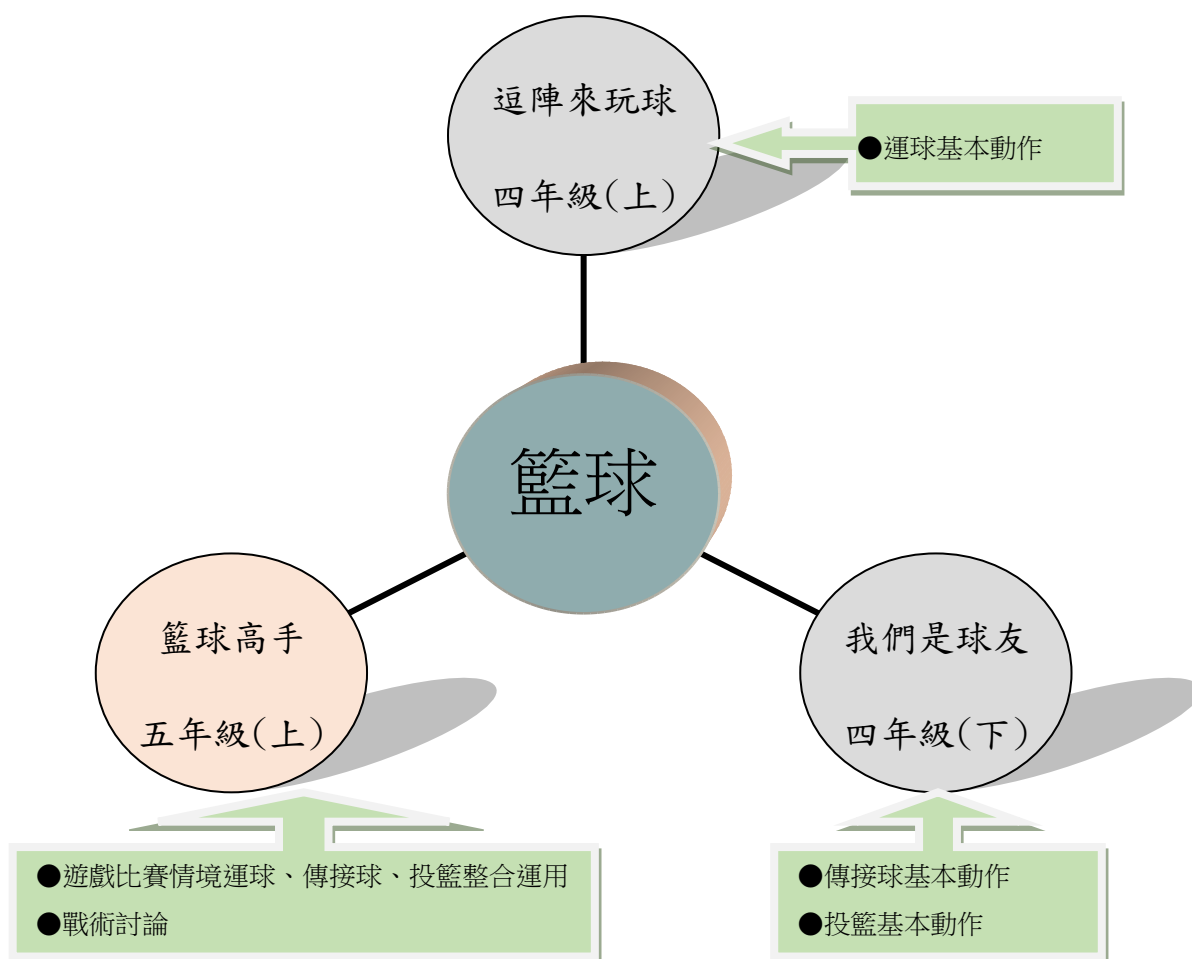 逗陣來玩球
四年級(上)
●運球基本動作
籃球
籃球高手
五年級(上)
我們是球友
四年級(下)
●遊戲比賽情境運球、傳接球、投籃整合運用
●戰術討論
●傳接球基本動作
●投籃基本動作